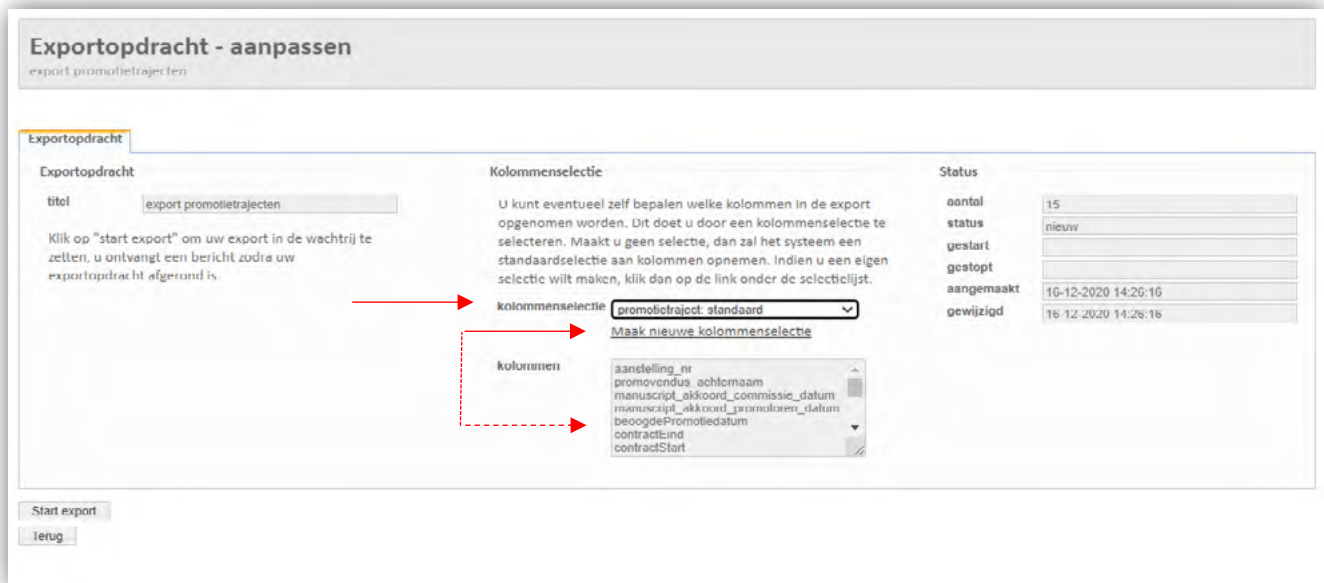 Exportopdracht - aanpassen
export promotietrajecten
Exportopdracht
Exportopdracht
titel
export promotietrajecten
Klik op "start export" om uw export in de wachtrij te
zetten, u ontvangt een bericht zodra uw
exportopdracht afgerond is.
Kolommenselectie
U kunt eventueel zelf bepalen welke kolommen in de export
opgenomen worden. Dit doet u door een kolommenselectie te
selecteren. Maakt u geen selectie, dan zal het systeem een
standaardselectie aan kolommen opnemen. Indien u een eigen
selectie wilt maken, klik dan op de link onder de selectielijst.
kolommenselectie
promotietraject: standaard
Maak nieuwe kolommenselectie
kolommen
aanstelling_nr
promovendus_achternaam
manuscript_akkoord_commissie_datum
manuscript_akkoord_promotoren_datum
beoogdePromotiedatum
contractEind
contractStart
Status
aantal
15
status
nieuw
gestart
gestopt
aangemaakt
16-12-2020 14:26:16
gewijzigd
16-12-2020 14:26:16
Start export
Terug